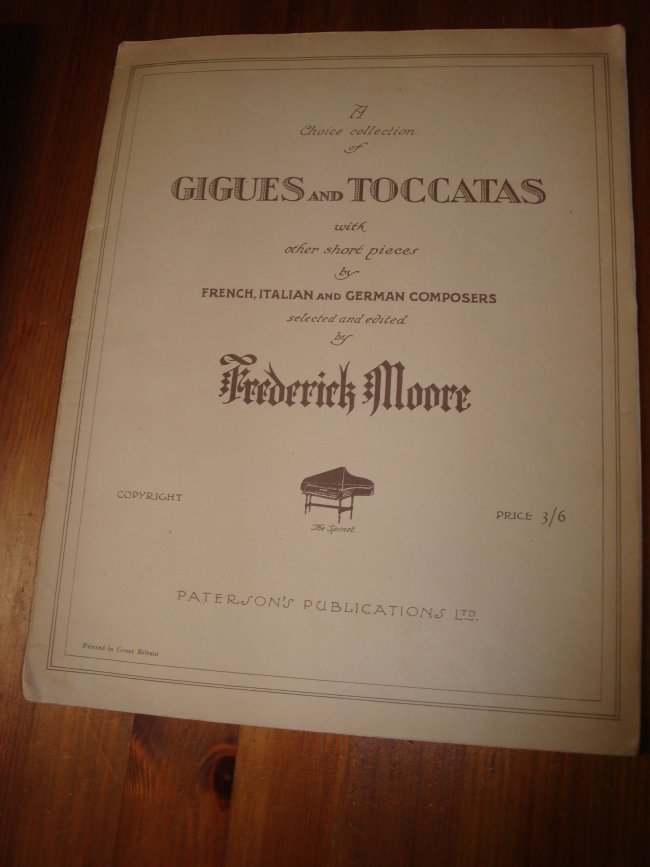 A
Choice collection
of
GIGUES AND TOCCATAS
with
other short pieces
by
FRENCH, ITALIAN AND GERMAN COMPOSERS
selected and edited
by
Frederick Moore
The Spinet
COPYRIGHT
PRICE 3/6
PATERSON'S PUBLICATIONS LTD.
Printed in Great Britain